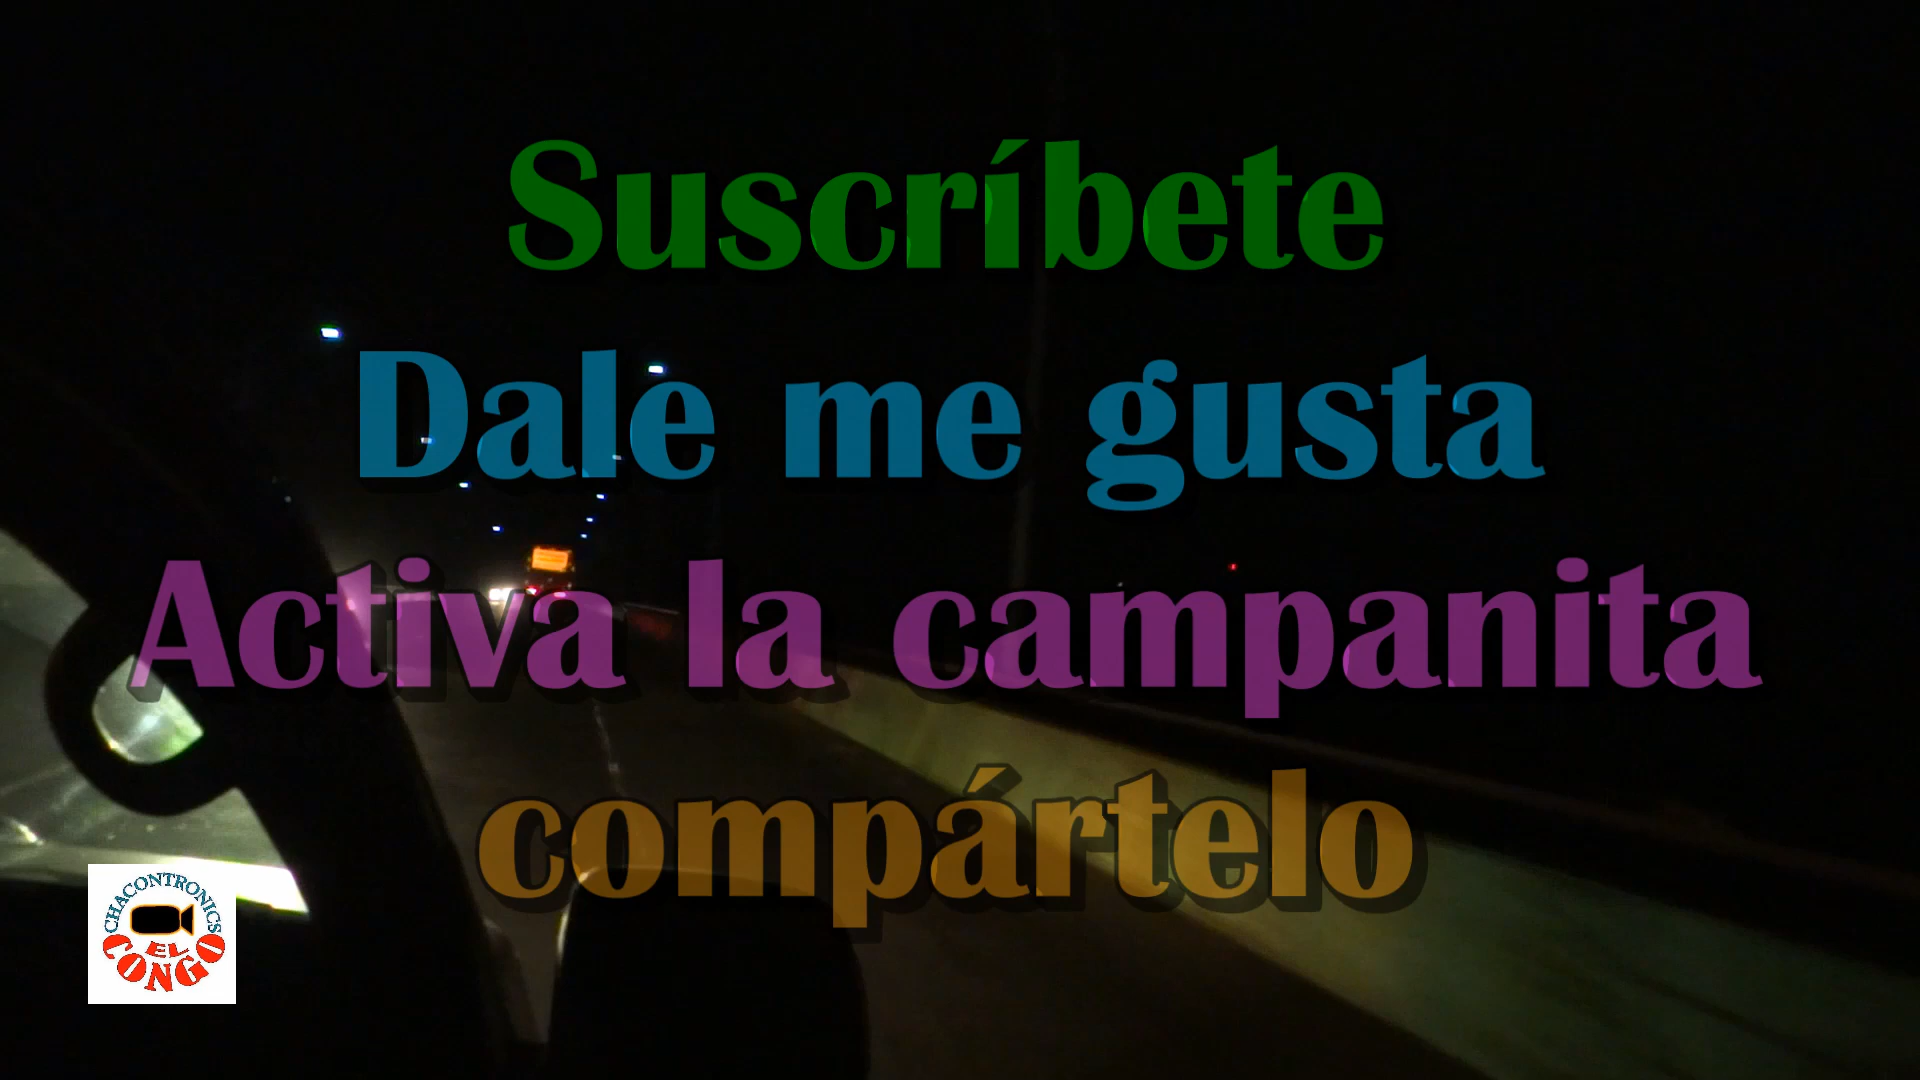 Suscríbete
Dale me gusta
Activa la campanita
compártelo
CHACONTRONICS
EL
CONGO